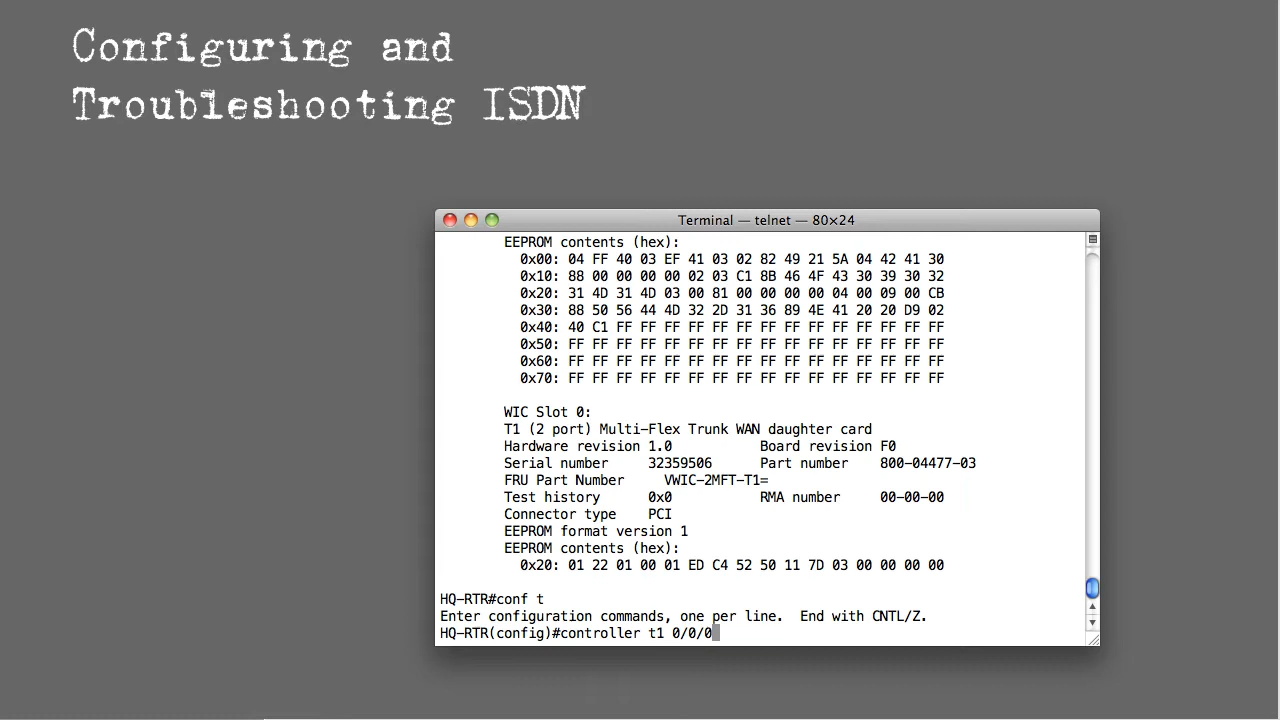 Configuring and
Troubleshooting ISDN
Terminal — telnet — 80×24
EEPROM contents (hex):
0x00: 04 FF 40 03 EF 41 03 02 82 49 21 5A 04 42 41 30
0x10: 88 00 00 00 00 02 03 C1 8B 46 4F 43 30 39 30 32
0x20: 31 4D 31 4D 03 00 81 00 00 00 00 04 00 09 00 CB
0x30: 88 50 56 44 4D 32 2D 31 36 89 4E 41 20 20 D9 02
0x40: 40 C1 FF FF FF FF FF FF FF FF FF FF FF FF FF FF
0x50: FF FF FF FF FF FF FF FF FF FF FF FF FF FF FF FF
0x60: FF FF FF FF FF FF FF FF FF FF FF FF FF FF FF FF
0x70: FF FF FF FF FF FF FF FF FF FF FF FF FF FF FF FF
WIC Slot 0:
T1 (2 port) Multi-Flex Trunk WAN daughter card
Hardware revision 1.0 Board revision F0
Serial number 32359506 Part number 800-04477-03
FRU Part Number VWIC-2MFT-T1=
Test history 0x0 RMA number 00-00-00
Connector type PCI
EEPROM format version 1
EEPROM contents (hex):
0x20: 01 22 01 00 01 ED C4 52 50 11 7D 03 00 00 00 00
HQ-RTR#conf t
Enter configuration commands, one per line. End with CNTL/Z.
HQ-RTR(config)#controller t1 0/0/0